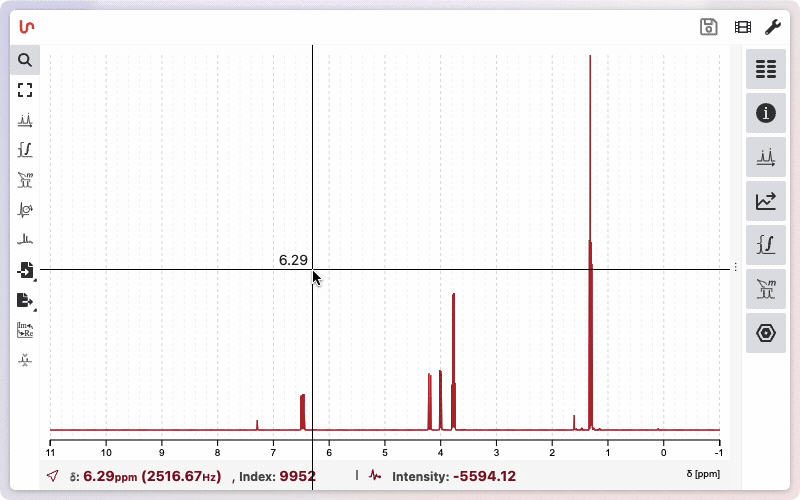 6.29
11 10 9 8 7 6 5 4 3 2 1 0 -1
δ: 6.29ppm (2516.67Hz) , Index: 9952 | Intensity: -5594.12 δ [ppm]